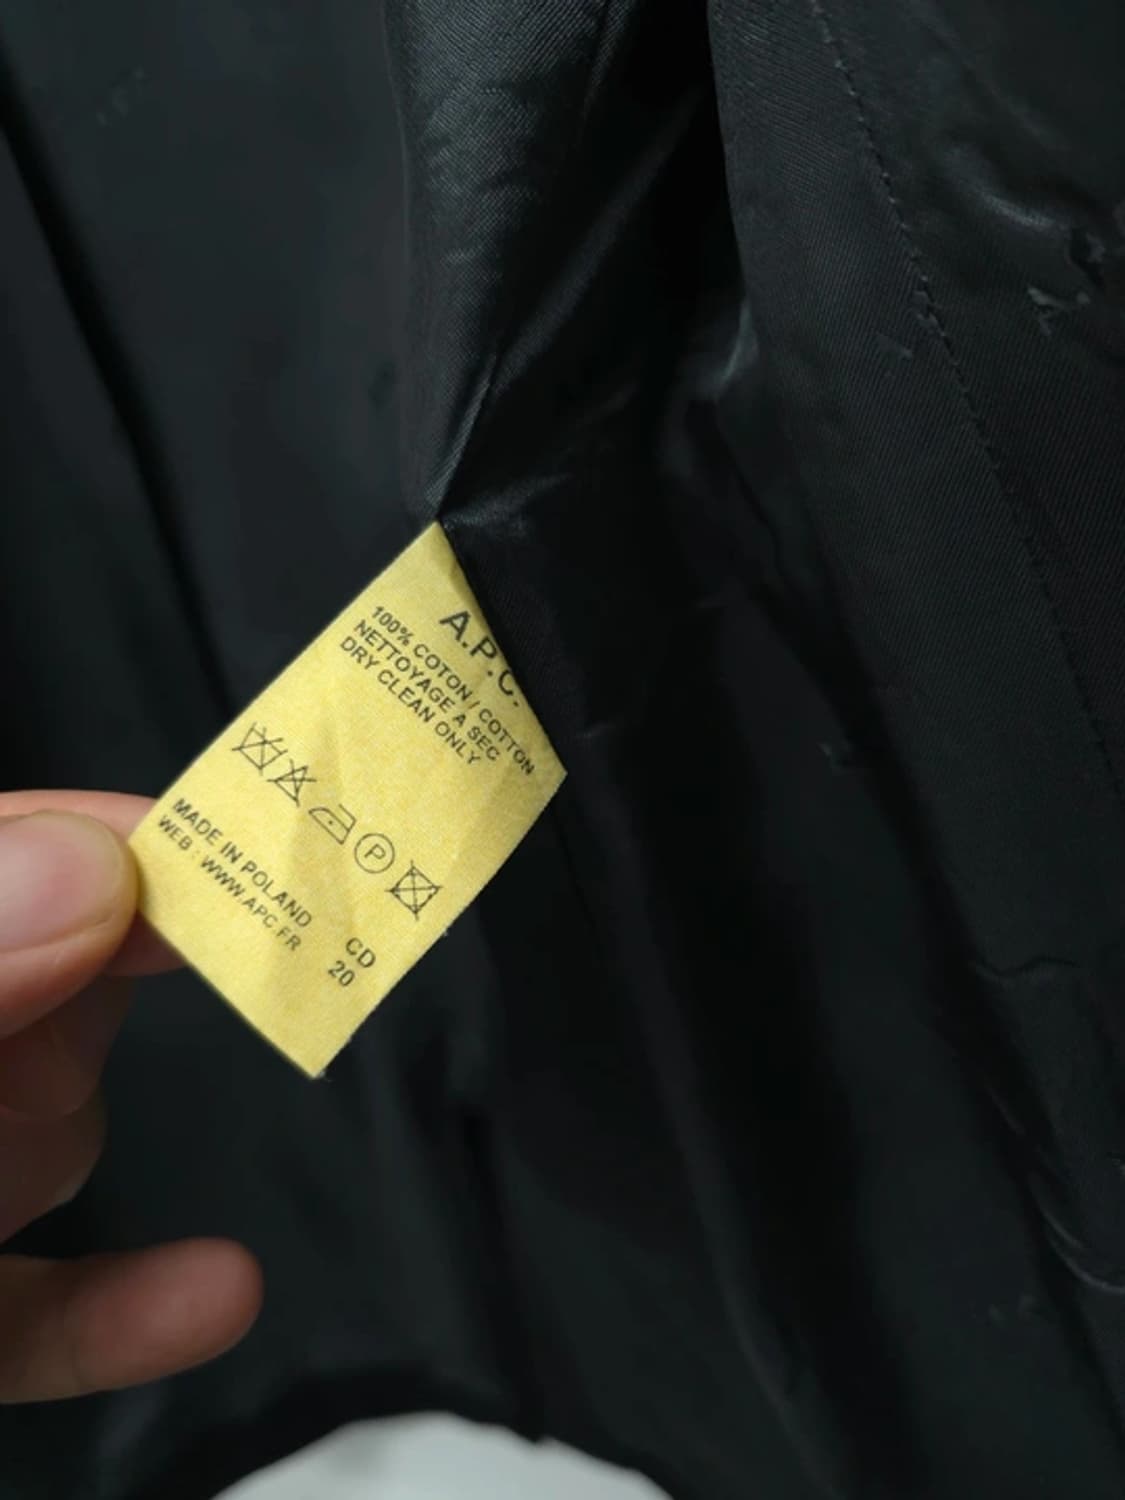 A.P.C.
100% COTON / COTTON
NETTOYAGE A SEC
DRY CLEAN ONLY
P
MADE IN POLAND
WEB : WWW.APC.FR
CD
20